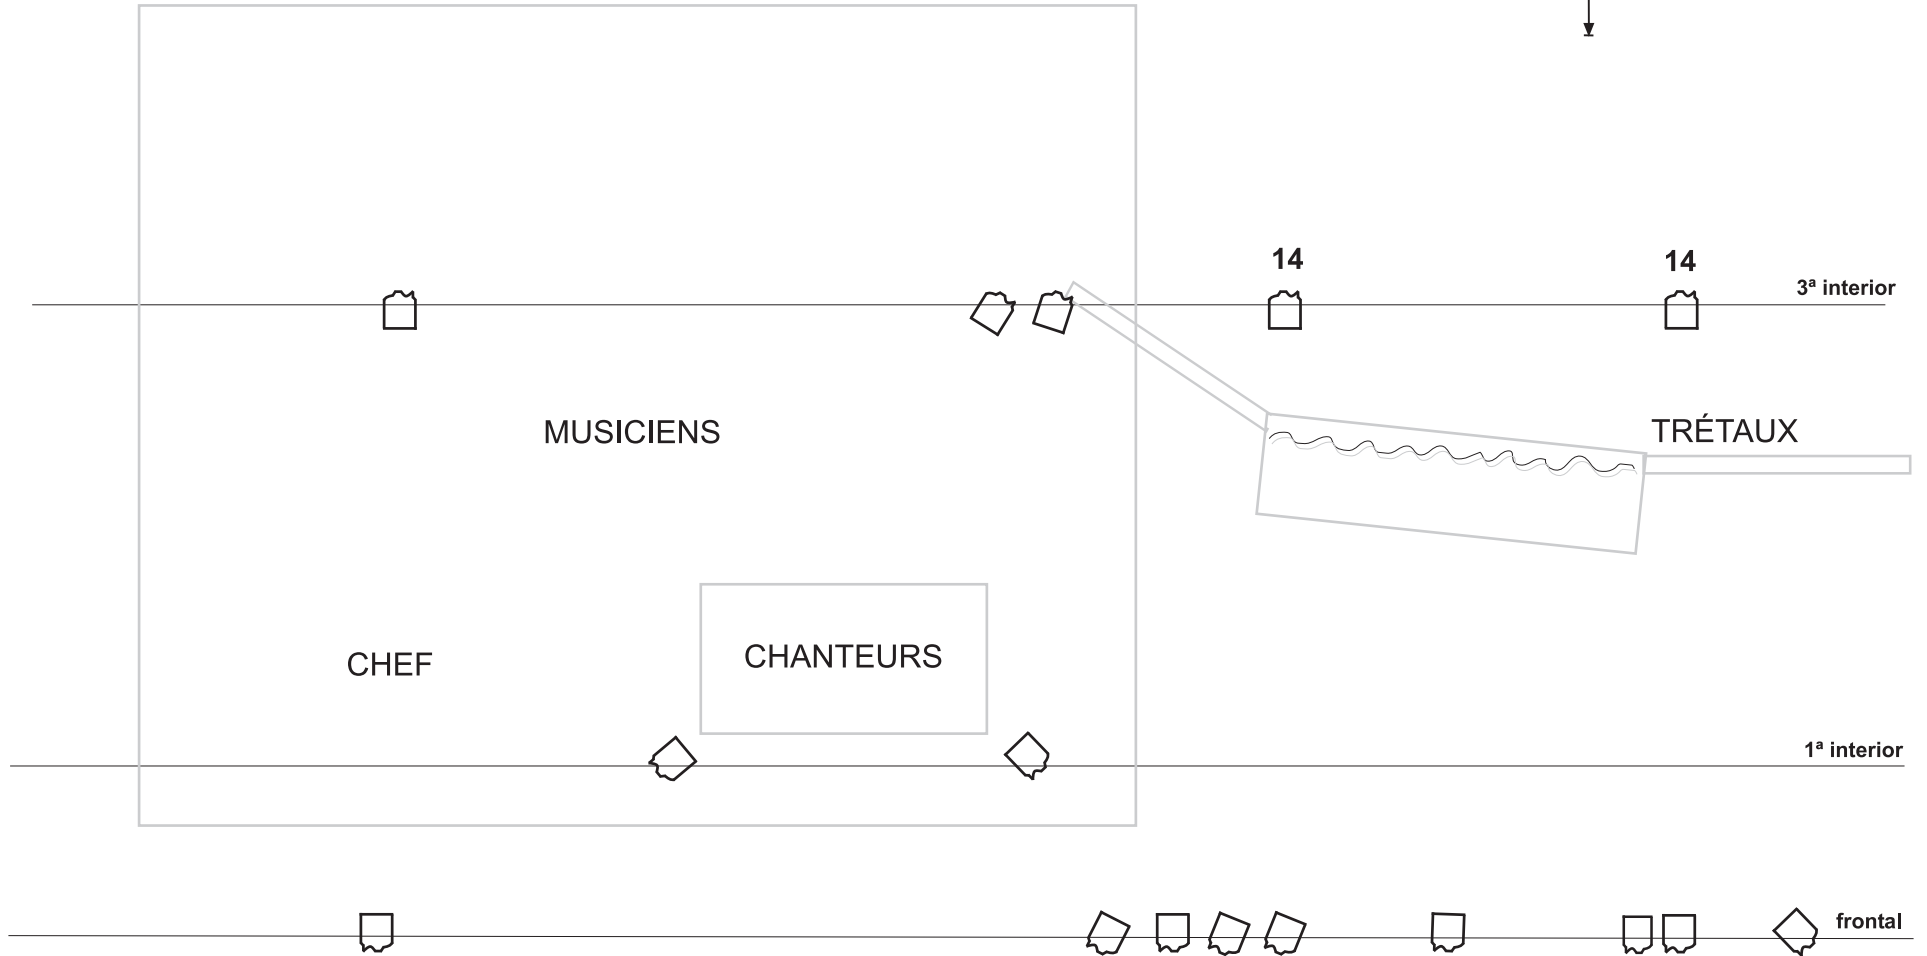 14
14
3ª interior
MUSICIENS
TRÉTAUX
CHEF
CHANTEURS
1ª interior
frontal